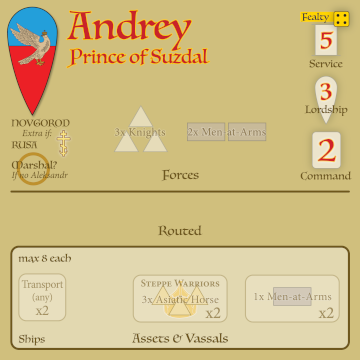 Andrey
Prince of Suzdal
Fealty
5
Service
3
Lordship
2
Command
NOVGOROD
Extra if:
RUSA
Marshal?
If no Aleksandr
3x Knights
2x Men-at-Arms
Forces
Routed
max 8 each
Transport
(any)
x2
STEPPE WARRIORS
3x Asiatic Horse
x2
1x Men-at-Arms
x2
Ships
Assets & Vassals